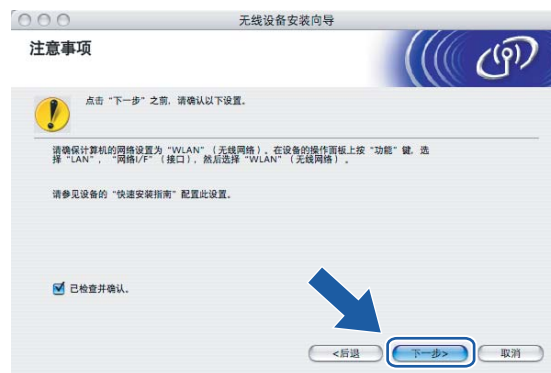 无线设备安装向导
注意事项
点击 “下一步” 之前, 请确认以下设置。
请确保计算机的网络设置为 “WLAN” (无线网络) 。在设备的操作面板上按 “功能” 键, 选
择 “LAN” , “网络I/F” (接口) , 然后选择 “WLAN” (无线网络) 。
请参见设备的 “快速安装指南” 配置此设置。
已检查并确认。
<后退 下一步> 取消